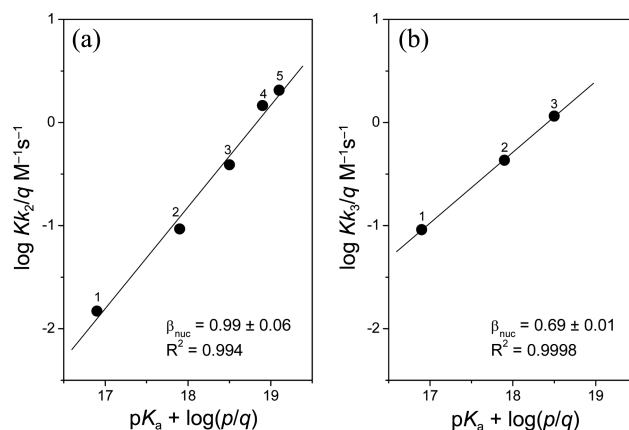 (a)
1
0
-1
-2
log Kk₂/q M⁻¹s⁻¹
1
2
3
4
5
βnuc = 0.99 ± 0.06
R² = 0.994
17
18
19
pKₐ + log(p/q)
(b)
1
0
-1
-2
log Kk₃/q M⁻¹s⁻¹
1
2
3
βnuc = 0.69 ± 0.01
R² = 0.9998
17
18
19
pKₐ + log(p/q)